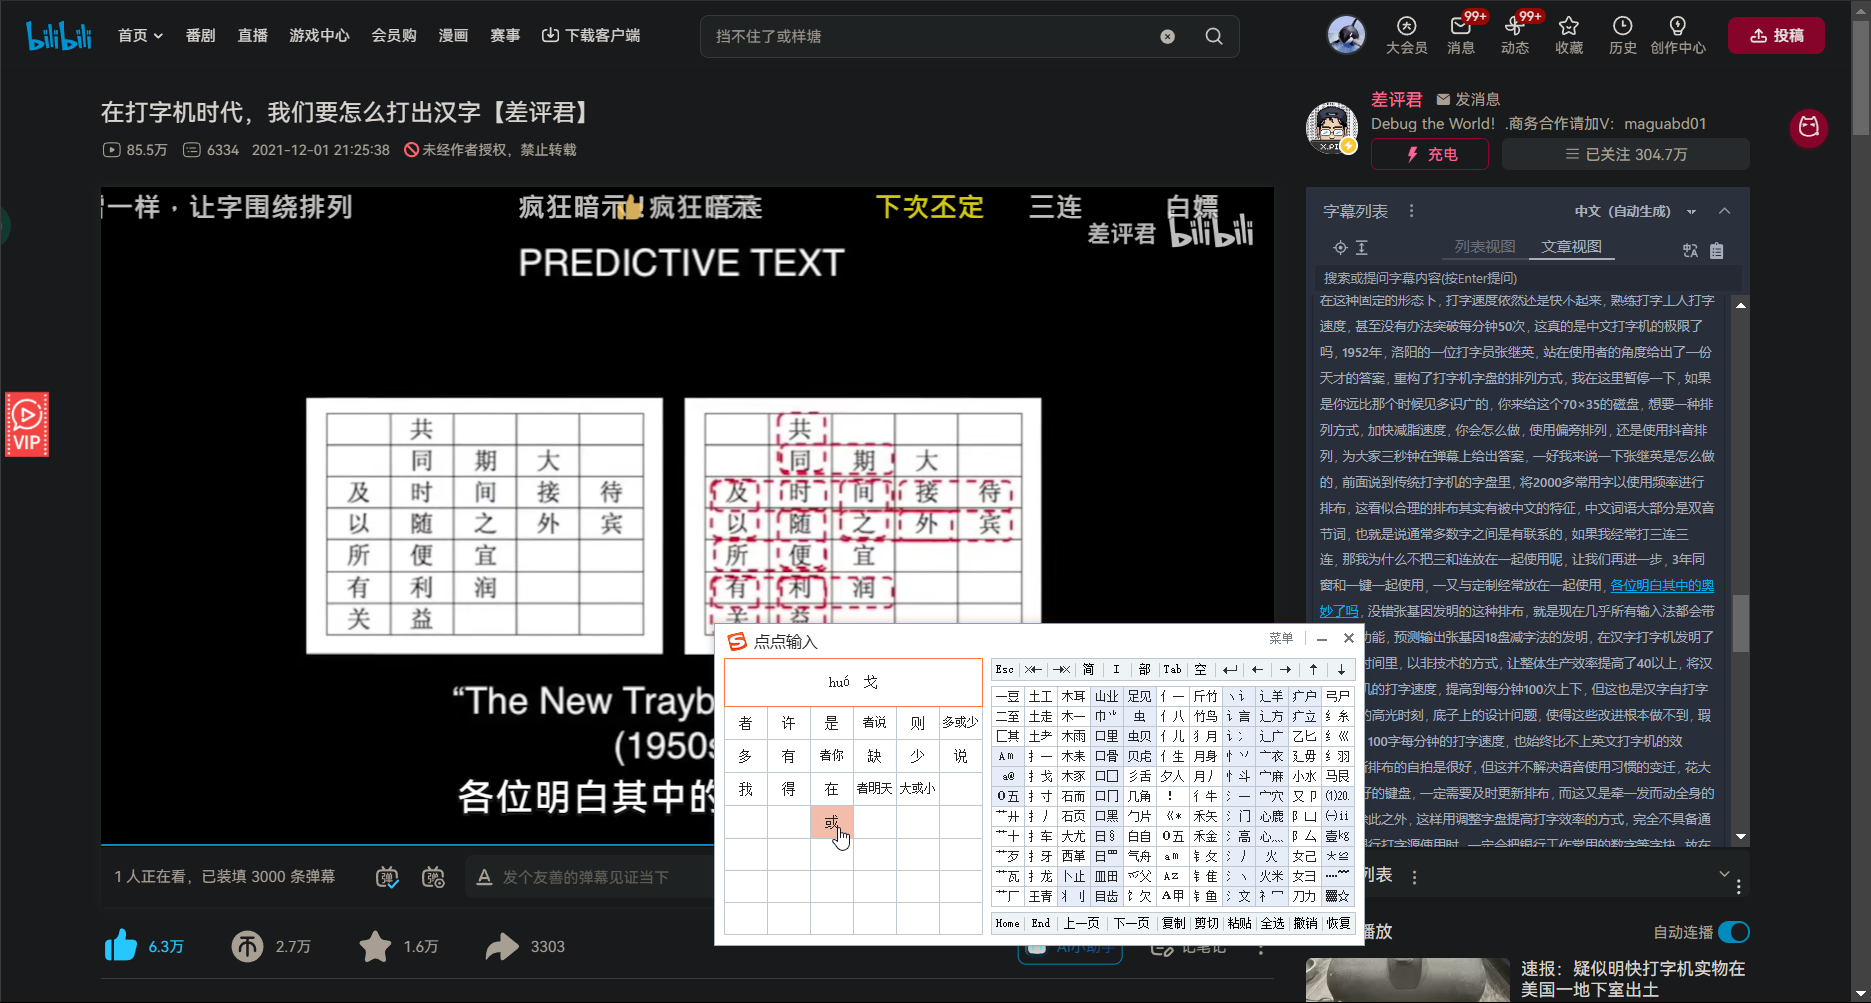 bilibili 首页 番剧 直播 游戏中心 会员购 漫画 赛事 下载客户端
挡不住了或样塘
大会员 99+ 消息 99+ 动态 收藏 历史 创作中心 投稿
在打字机时代，我们要怎么打出汉字【差评君】
85.5万 6334 2021-12-01 21:25:38 未经作者授权，禁止转载
差评君 发消息
Debug the World！.商务合作请加V：maguabd01
充电 已关注 304.7万
一样·让字围绕排列 疯狂暗示 疯狂暗示 下次丕定 三连 白嫖
差评君 bilibili
PREDICTIVE TEXT
共
同 期 大
及 时 间 接 待
以 随 之 外 宾
所 便 宜
有 利 润
关 益
共
同 期 大
及 时 间 接 待
以 随 之 外 宾
所 便 宜
有 利 润
关 益
“The New Trayb
(1950s
各位明白其中的
VIP
1 人正在看，已装填 3000 条弹幕
发个友善的弹幕见证当下
6.3万 2.7万 1.6万 3303
AI小助手 记笔记
字幕列表 中文（自动生成）
列表视图 文章视图
搜索或提问字幕内容(按Enter提问)
在这种固定的形态下，打字速度依然还是快不起来，熟练打字工人打字
速度，甚至没有办法突破每分钟50次，这真是中文打字机的极限了
吗，1952年，洛阳的一位打字员张继英，站在使用者的角度给出了一份
天才的答案，重构了打字机字盘的排列方式，我在这里暂停一下，如果
是你远比那个时候见多识广的，你来给这个70×35的磁盘，想要一种排
列方式，加快减脂速度，你会怎么做，使用偏旁排列，还是使用抖音排
列，为大家三秒钟在弹幕上给出答案，一好我来说一下张继英是怎么做
的，前面说到传统打字机的字盘里，将2000多常用字以使用频率进行
排布，这看似合理的排布其实有被中文的特征，中文词语大部分是双音
节词，也就是说通常多数字之间是有联系的，如果我经常打三连三
连，那我为什么不把三和连放在一起使用呢，让我们再进一步，3年同
窗和一键一起使用，一又与定制经常放在一起使用，各位明白其中的奥
妙了吗，没错张基因发明的这种排布，就是现在几乎所有输入法都会带
功能，预测输出张基因18盘减字法的发明，在汉字打字机发明了
时间里，以非技术的方式，让整体生产效率提高了40以上，将汉
机的打字速度，提高到每分钟100次上下，但这也是汉字自打字
的高光时刻，底子上的设计问题，使得这些改进根本做不到，瑕
100字每分钟的打字速度，也始终比不上英文打字机的效
排布的自拍是很好，但这并不解决语音使用习惯的变迁，花大
好的键盘，一定需要及时更新排布，而这又是牵一发而动全身的
除此之外，这样用调整字盘提高打字效率的方式，完全不具备通
银行打字源使用时，一定会把银行工作常用的数字等字块，放在
列表
播放 自动连播
速报：疑似明快打字机实物在
美国一地下室出土
点点输入 菜单
huó 戈
者 许 是 者说 则 多或少
多 有 者你 缺 少 说
我 得 在 者明天 大或小
或
Esc 简 I 部 Tab 空 ← → ↑ ↓
Home End 上一页 下一页 复制 剪切 粘贴 全选 撤销 恢复